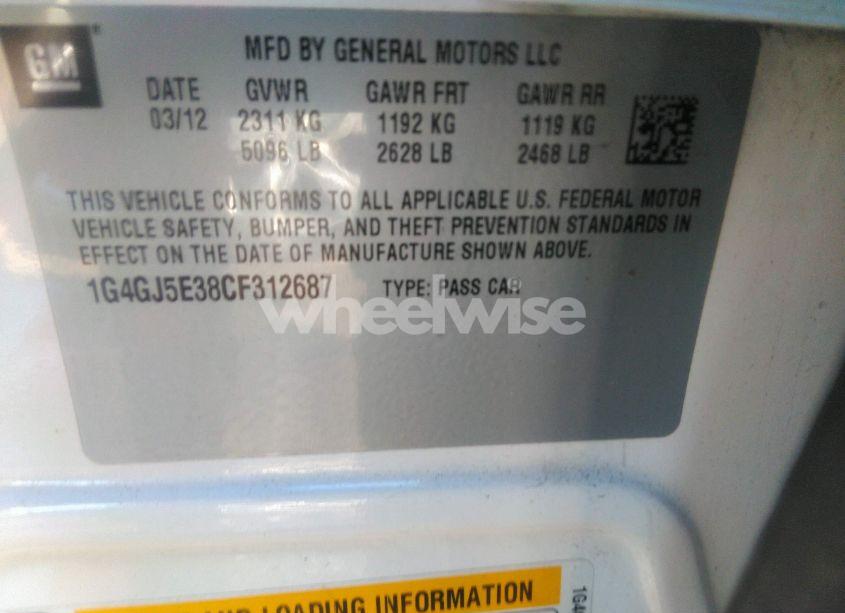 GM
MFD BY GENERAL MOTORS LLC
DATE GVWR GAWR FRT GAWR RR
03/12 2311 KG 1192 KG 1119 KG
5096 LB 2628 LB 2468 LB
THIS VEHICLE CONFORMS TO ALL APPLICABLE U.S. FEDERAL MOTOR
VEHICLE SAFETY, BUMPER, AND THEFT PREVENTION STANDARDS IN
EFFECT ON THE DATE OF MANUFACTURE SHOWN ABOVE.
1G4GJ5E38CF312687 TYPE: PASS CAR
wheelwise
LOADING INFORMATION
1G4